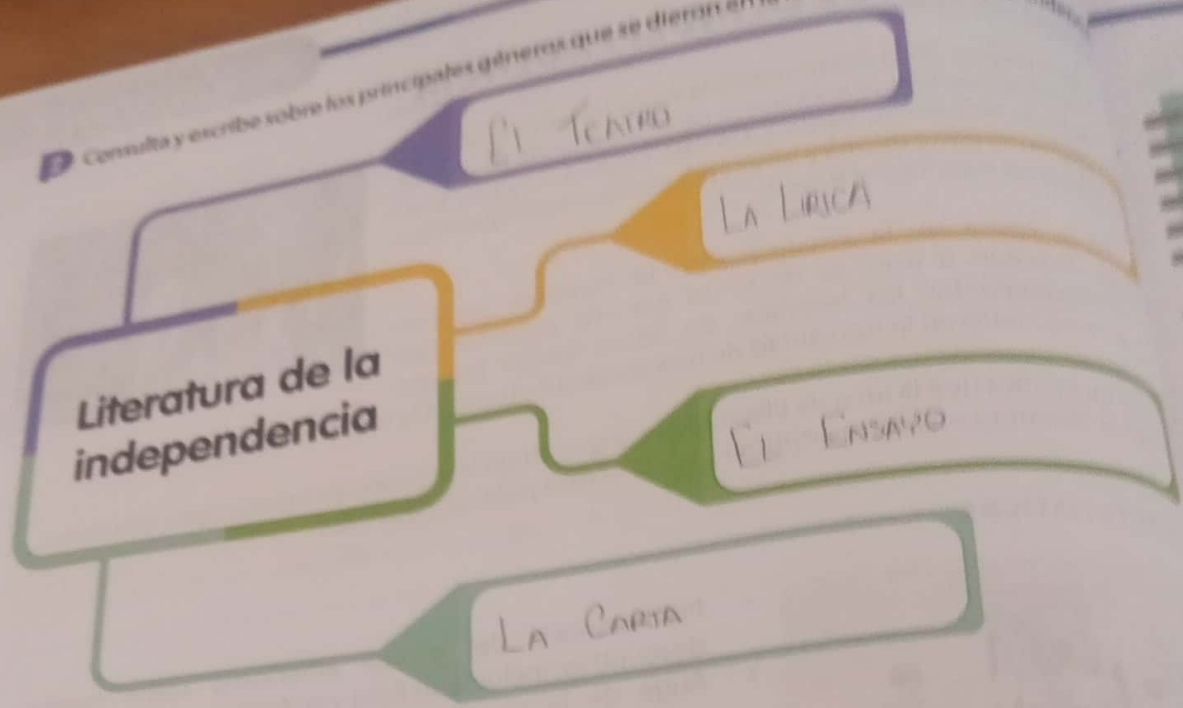 Consulta y escribe sobre los principales géneros que se dieron en
El TEATRO
LA LIRICA
Literatura de la
independencia
El ENSAYO
LA CARTA